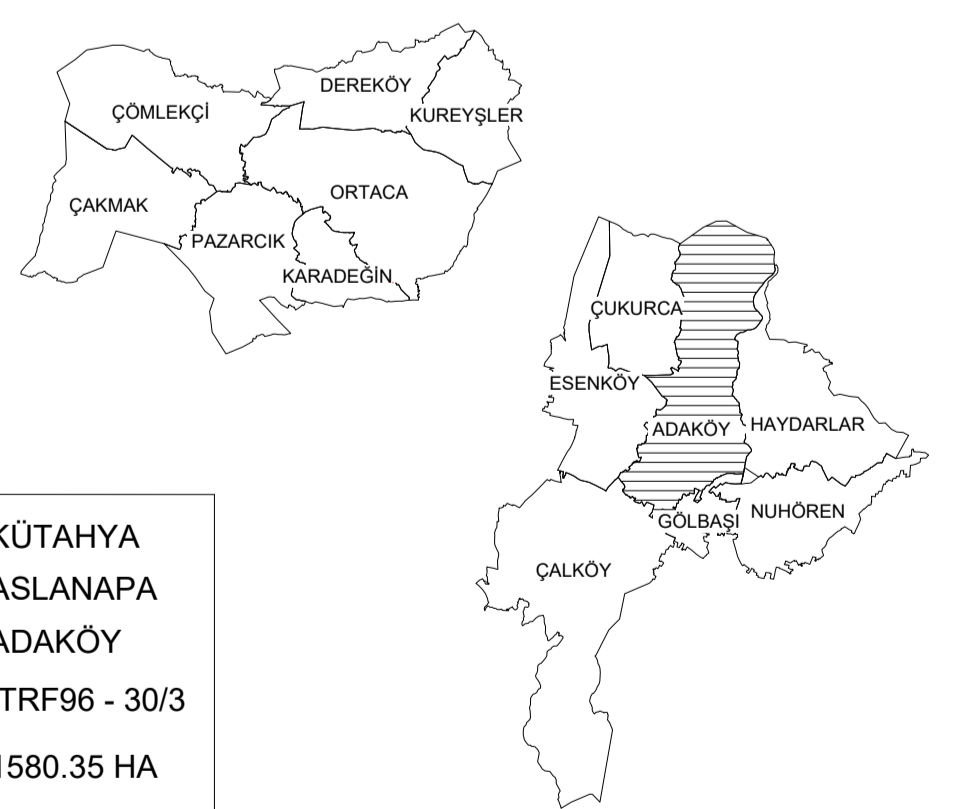 DEREKÖY
ÇÖMLEKÇİ
KUREYŞLER
ORTACA
ÇAKMAK
PAZARCIK
KARADEĞİN
ÇUKURCA
ESENKÖY
ADAKÖY
HAYDARLAR
GÖLBAŞI
NUHÖREN
ÇALKÖY
KÜTAHYA
ASLANAPA
ADAKÖY
TRF96 - 30/3
1580.35 HA